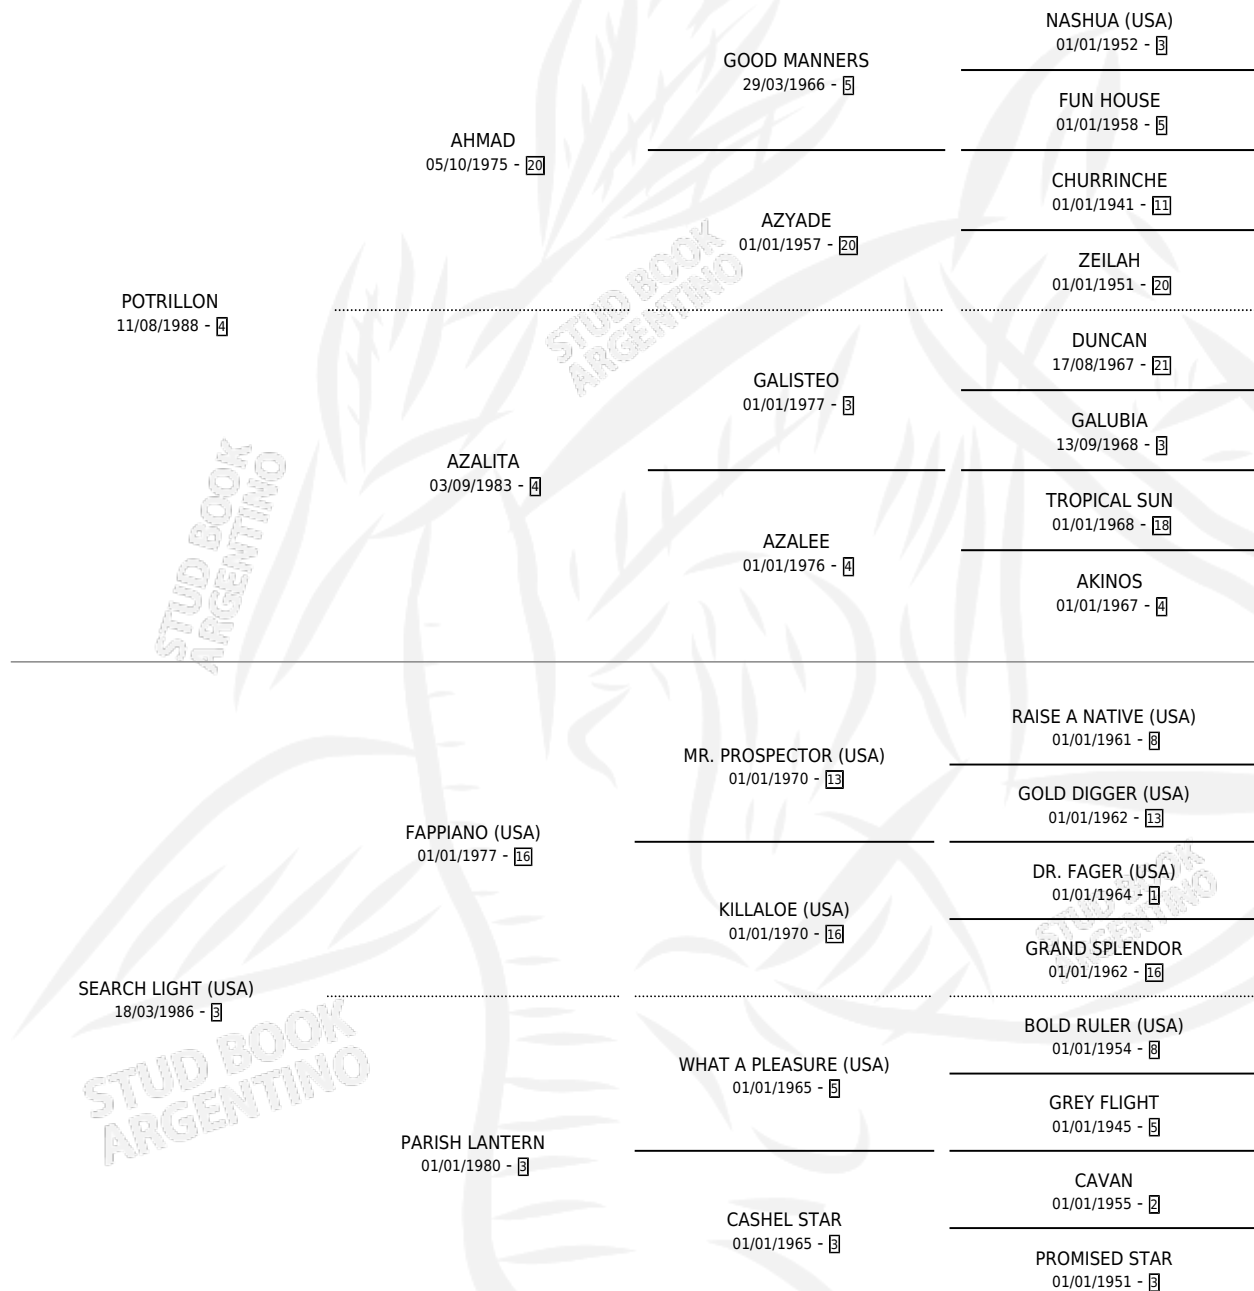 NASHUA (USA)
01/01/1952 - 3
GOOD MANNERS
29/03/1966 - 5
FUN HOUSE
01/01/1958 - 5
AHMAD
05/10/1975 - 20
CHURRINCHE
01/01/1941 - 11
AZYADE
01/01/1957 - 20
ZEILAH
01/01/1951 - 20
POTRILLON
11/08/1988 - 4
DUNCAN
17/08/1967 - 21
GALISTEO
01/01/1977 - 3
GALUBIA
13/09/1968 - 3
AZALITA
03/09/1983 - 4
TROPICAL SUN
01/01/1968 - 18
AZALEE
01/01/1976 - 4
AKINOS
01/01/1967 - 4
STUD BOOK
ARGENTINO
STUD BOOK
ARGENTINO
RAISE A NATIVE (USA)
01/01/1961 - 8
MR. PROSPECTOR (USA)
01/01/1970 - 13
GOLD DIGGER (USA)
01/01/1962 - 13
FAPPIANO (USA)
01/01/1977 - 16
DR. FAGER (USA)
01/01/1964 - 1
KILLALOE (USA)
01/01/1970 - 16
GRAND SPLENDOR
01/01/1962 - 16
SEARCH LIGHT (USA)
18/03/1986 - 3
BOLD RULER (USA)
01/01/1954 - 8
WHAT A PLEASURE (USA)
01/01/1965 - 5
GREY FLIGHT
01/01/1945 - 5
PARISH LANTERN
01/01/1980 - 3
CAVAN
01/01/1955 - 2
CASHEL STAR
01/01/1965 - 3
PROMISED STAR
01/01/1951 - 3
STUD BOOK
ARGENTINO
STUD BOOK
ARGENTINO